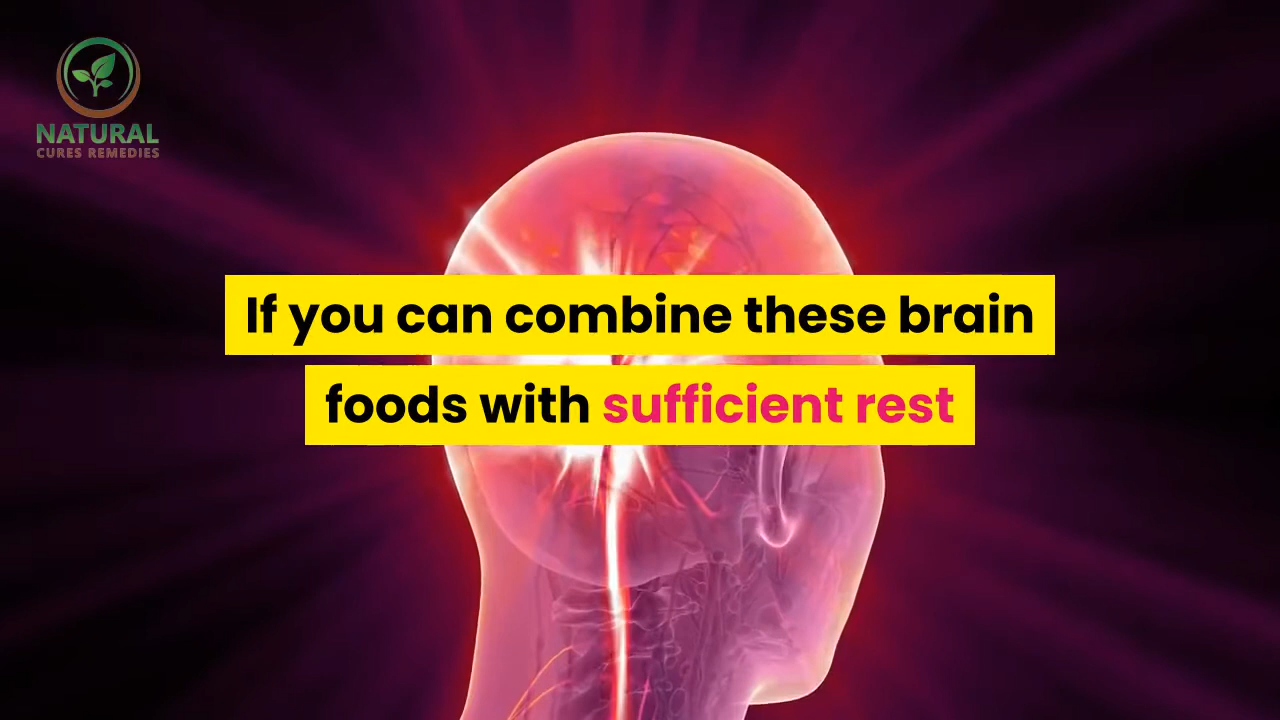 NATURAL
CURES REMEDIES
If you can combine these brain
foods with sufficient rest